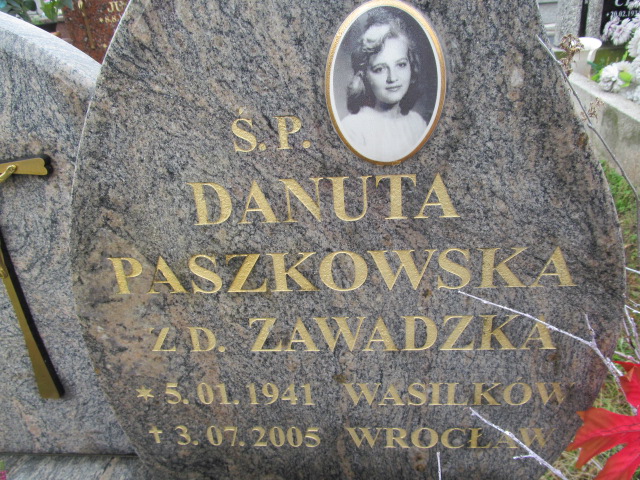 Ś.P.
DANUTA
PASZKOWSKA
Z D. ZAWADZKA
* 5.01.1941 WASILKÓW
† 3.07.2005 WROCŁAW